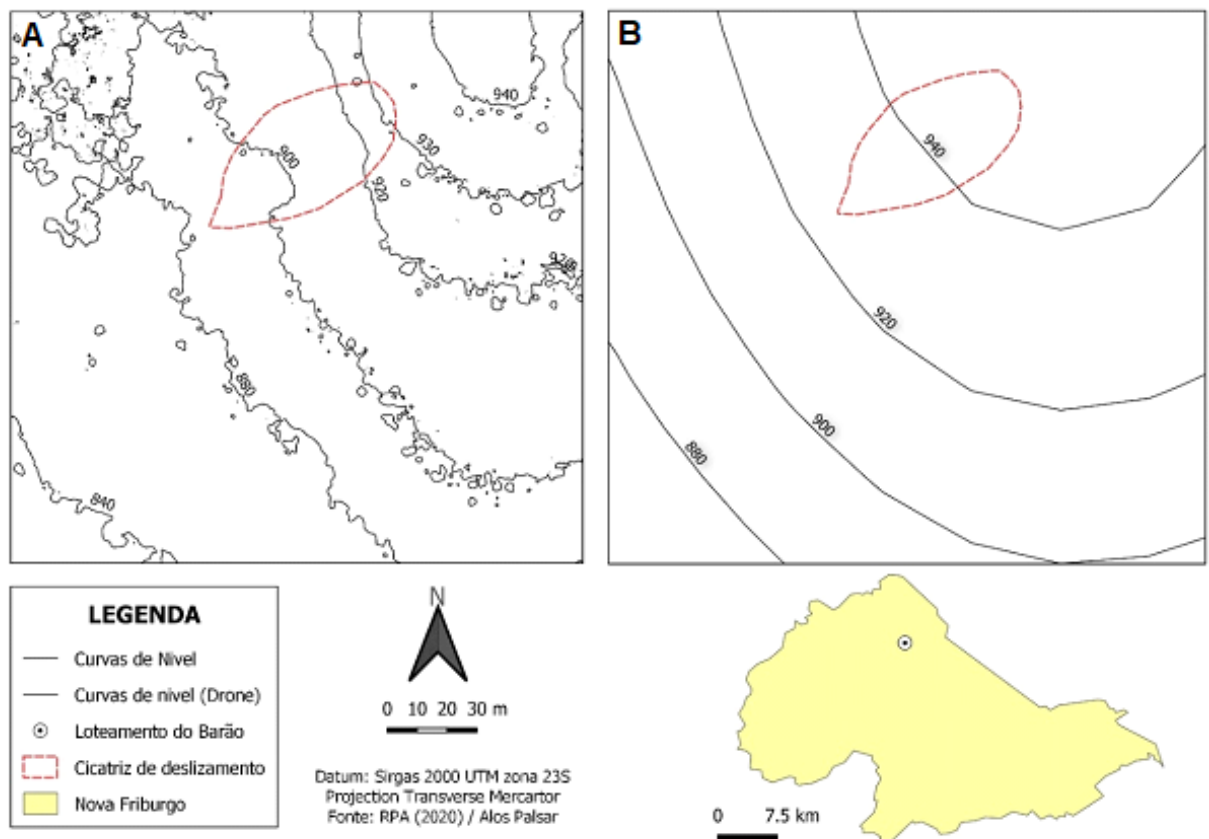 A
940
900
930
920
920
880
840
B
940
920
900
880
LEGENDA
Curvas de Nivel
Curvas de nivel (Drone)
Loteamento do Barão
Cicatriz de deslizamento
Nova Friburgo
N
0 10 20 30 m
Datum: Sirgas 2000 UTM zona 23S
Projection Transverse Mercartor
Fonte: RPA (2020) / Alos Palsar
0 7.5 km